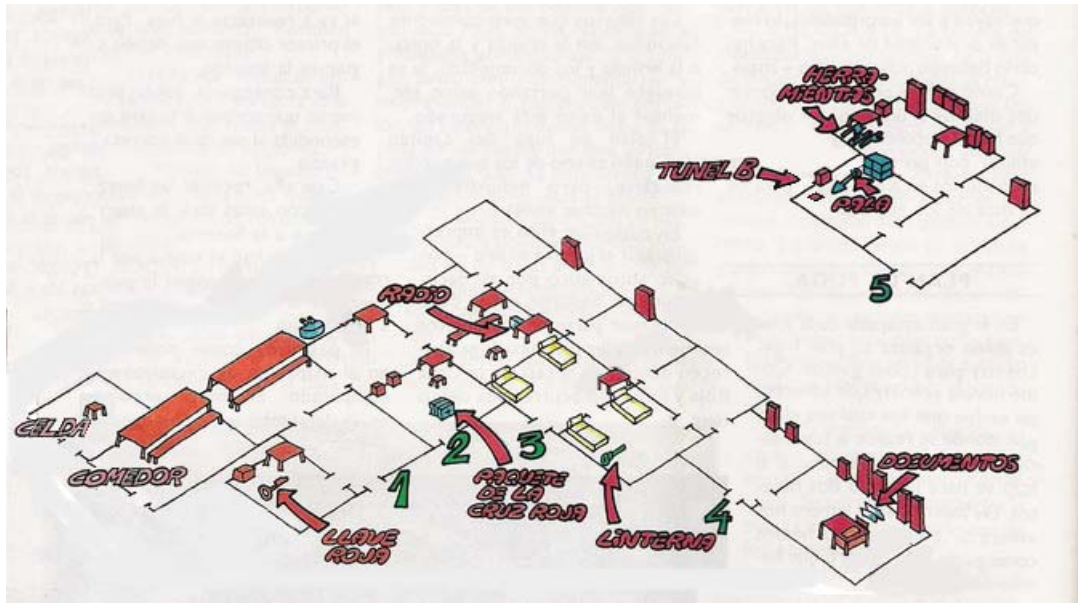 HERRA-
MIENTAS
TUNEL B
PALA
5
RADIO
CELDA
COMEDOR
1
2
3
DOCUMENTOS
PAQUETE
DE LA
CRUZ ROJA
LLAVE
ROJA
LINTERNA
4